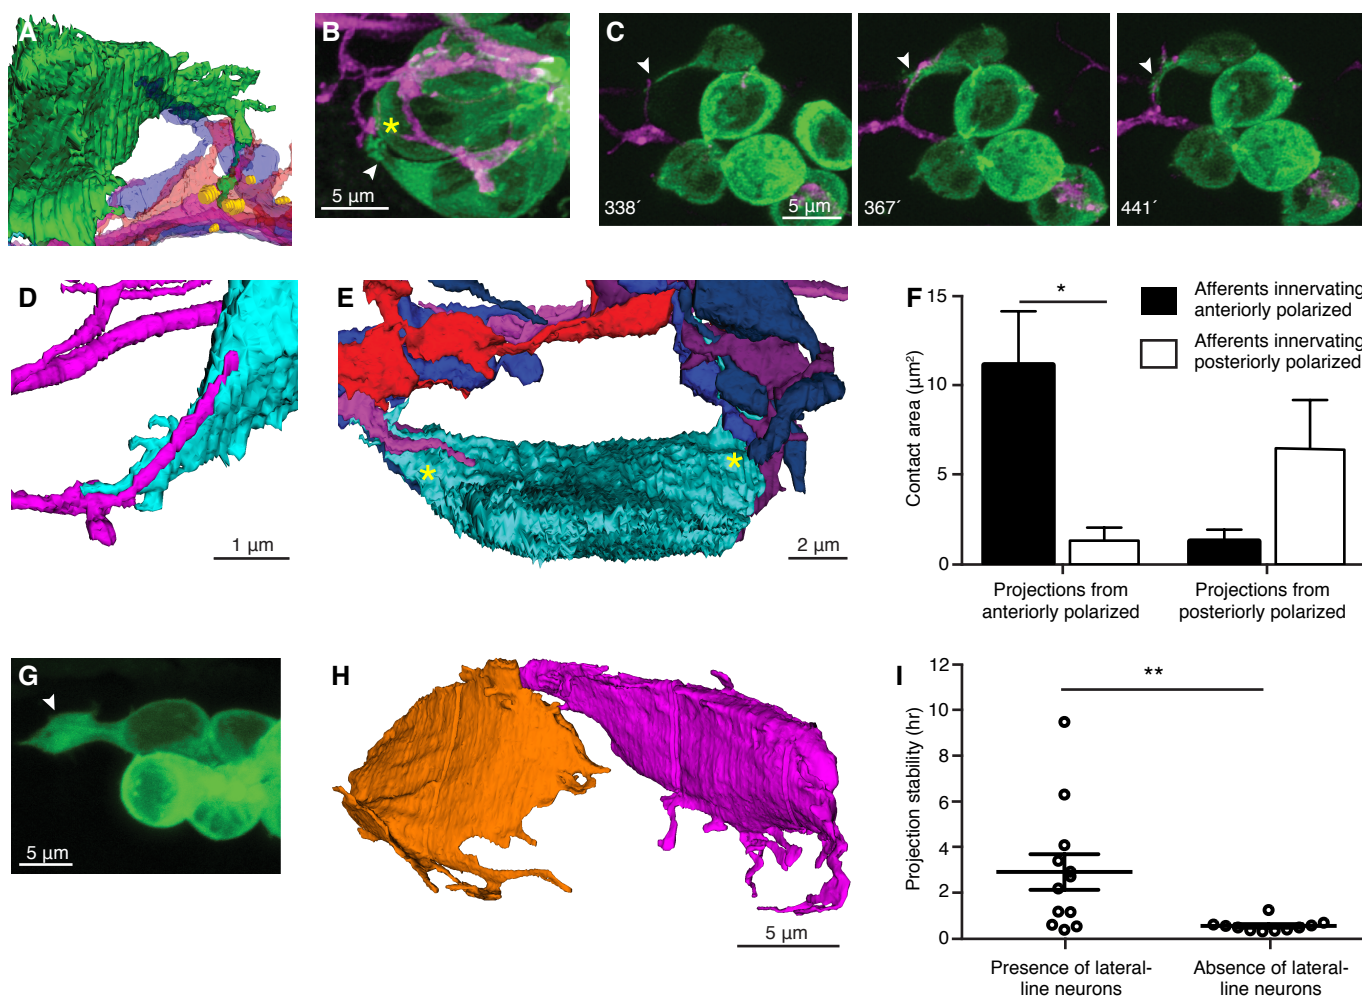 A
B
5 µm
C
338´
5 µm
367´
441´
D
1 µm
E
2 µm
F
15
10
5
0
Contact area (µm²)
*
Afferents innervating
anteriorly polarized
Afferents innervating
posteriorly polarized
Projections from
anteriorly polarized
Projections from
posteriorly polarized
G
5 µm
H
5 µm
I
12
10
8
6
4
2
0
Projection stability (hr)
**
Presence of lateral-
line neurons
Absence of lateral-
line neurons